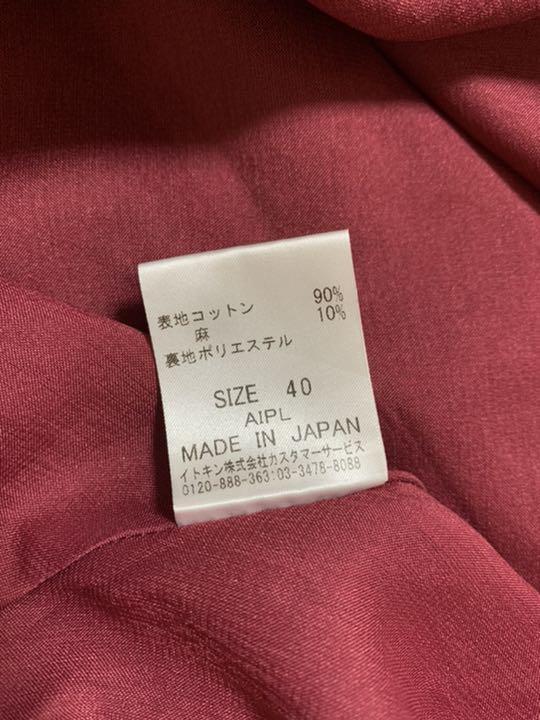 表地コットン 90%
麻 10%
裏地ポリエステル
SIZE 40
AIPL
MADE IN JAPAN
イトキン株式会社カスタマーサービス
0120-888-363:03-3478-8088